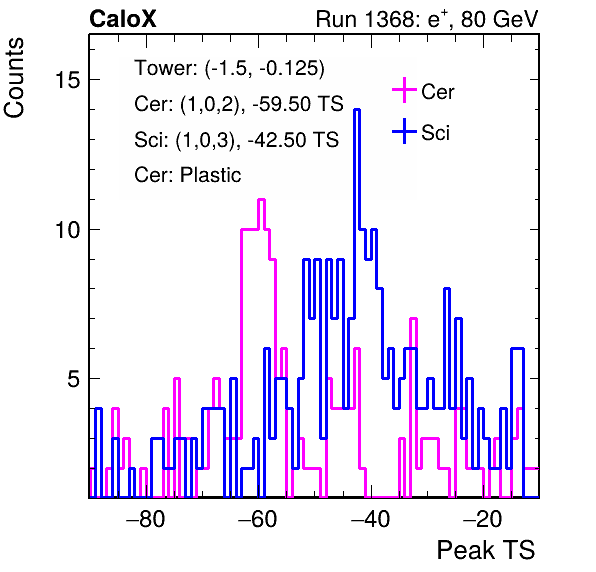 CaloX Run 1368: e⁺, 80 GeV
Counts
Tower: (-1.5, -0.125)
Cer: (1,0,2), -59.50 TS
Sci: (1,0,3), -42.50 TS
Cer: Plastic
Cer
Sci
15
10
5
−80 −60 −40 −20
Peak TS